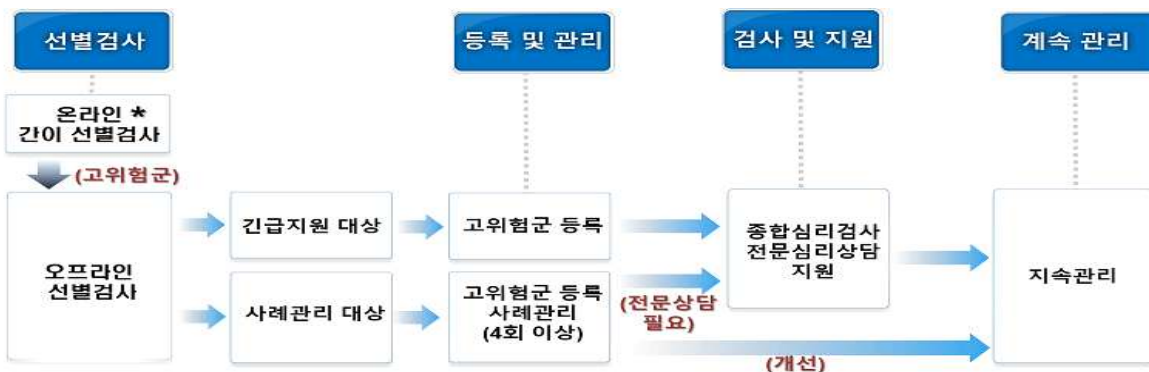 선별검사
등록 및 관리
검사 및 지원
계속 관리
온라인 *
간이 선별검사
(고위험군)
오프라인
선별검사
긴급지원 대상
고위험군 등록
종합심리검사
전문심리상담
지원
지속관리
사례관리 대상
고위험군 등록
사례관리
(4회 이상)
(전문상담
필요)
(개선)